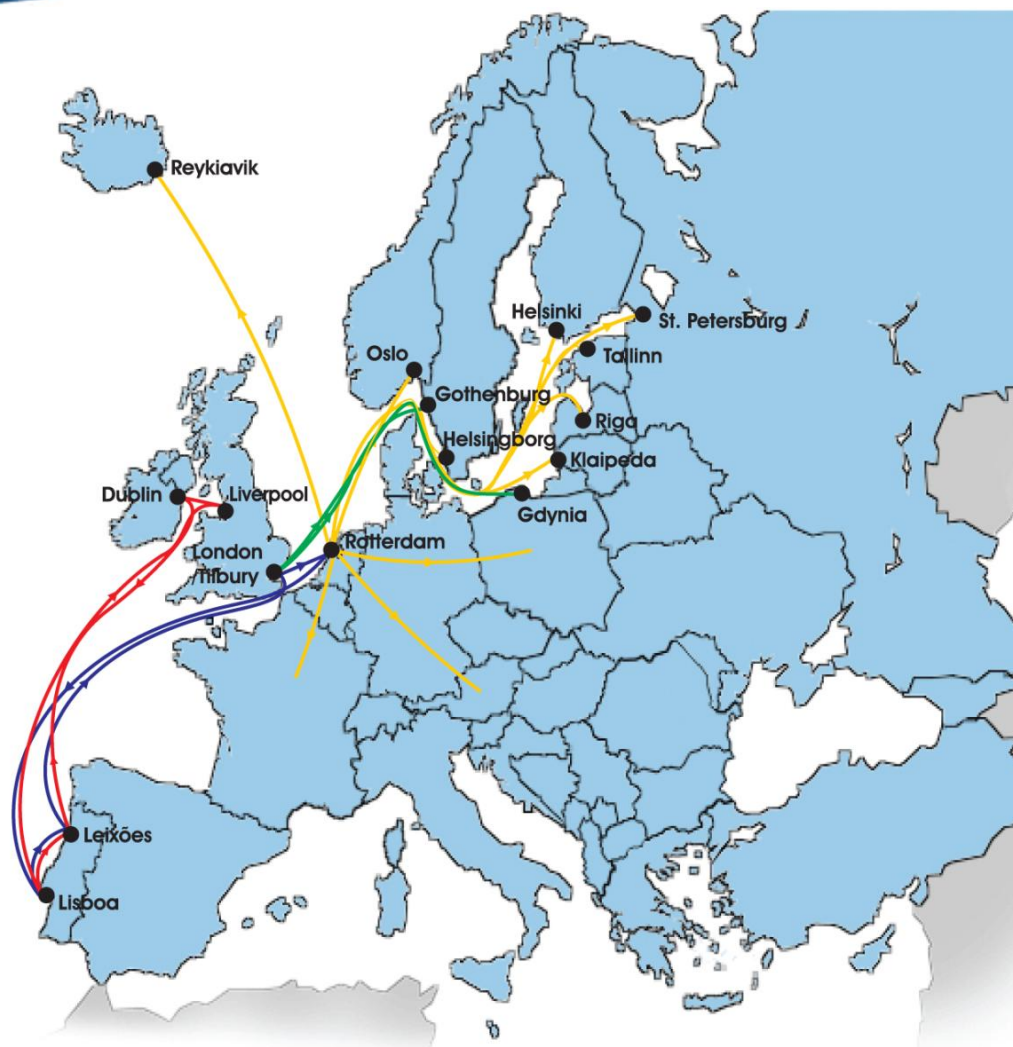 Reykiavik
Helsinki
St. Petersburg
Oslo
Tallinn
Gothenburg
Riga
Helsingborg
Klaipeda
Dublin
Liverpool
Gdynia
Rotterdam
London
Tilbury
Leixões
Lisboa